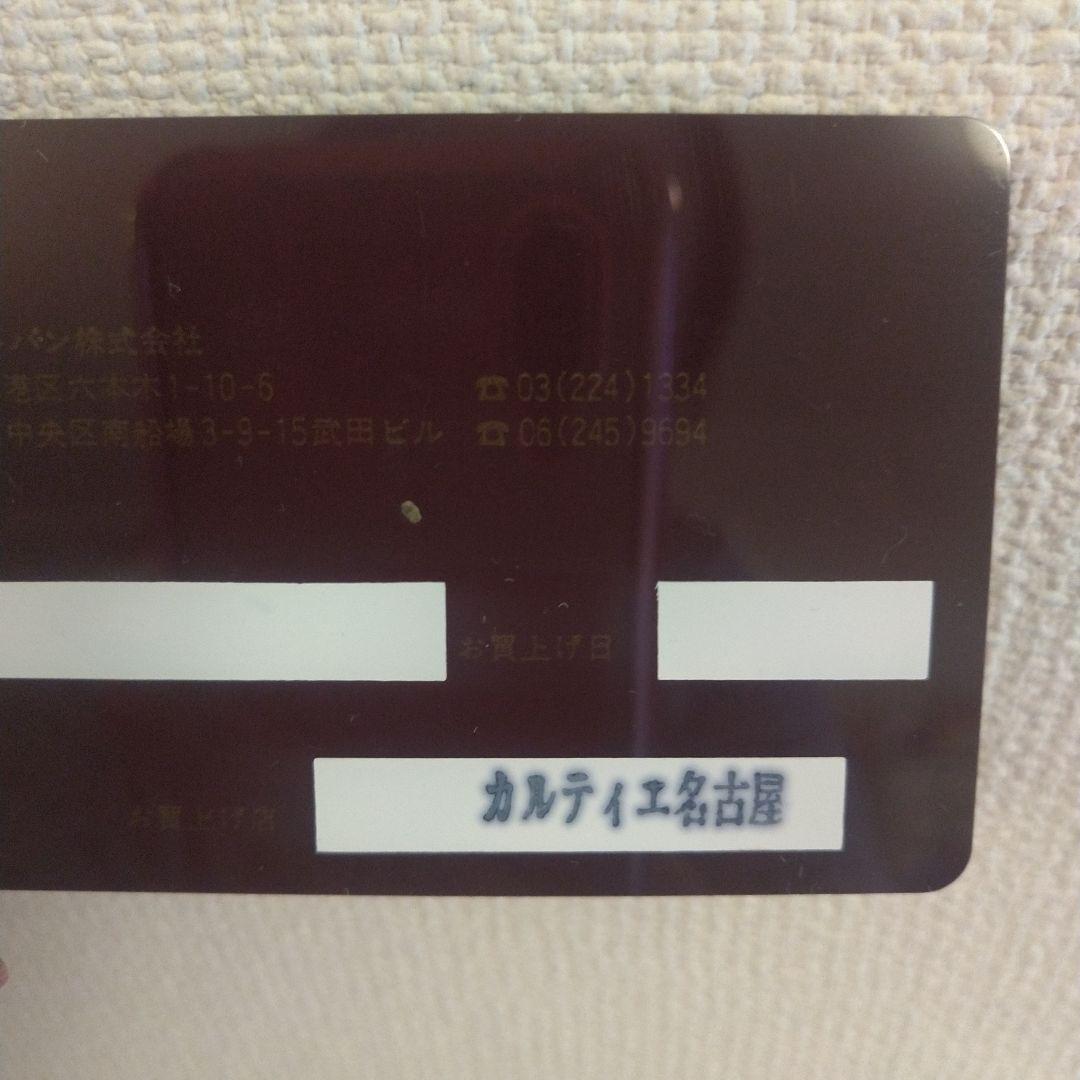 パン株式会社
港区六本木1-10-6 ☎03(224)1334
中央区南船場3-9-15武田ビル ☎06(245)9694
お買上げ日
お買上げ店 カルティエ名古屋